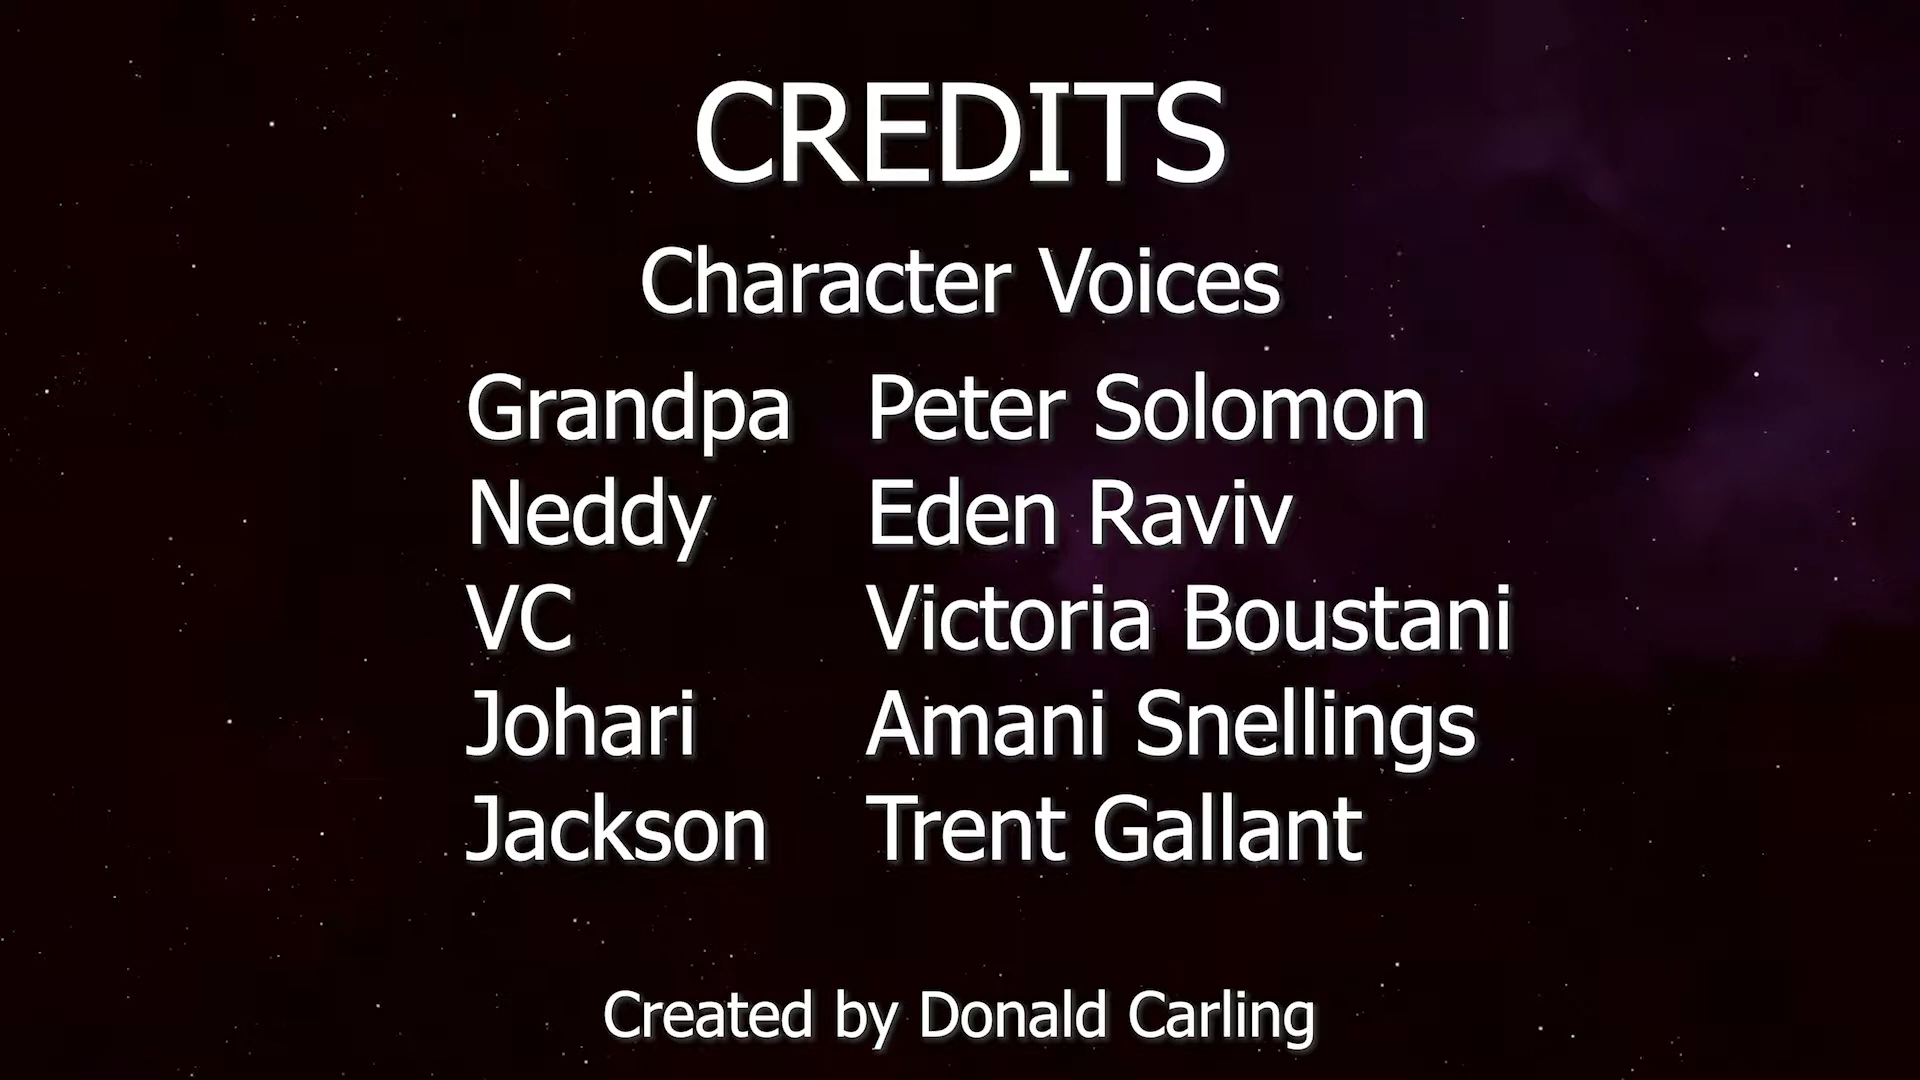 CREDITS
Character Voices
Grandpa Peter Solomon
Neddy Eden Raviv
VC Victoria Boustani
Johari Amani Snellings
Jackson Trent Gallant
Created by Donald Carling